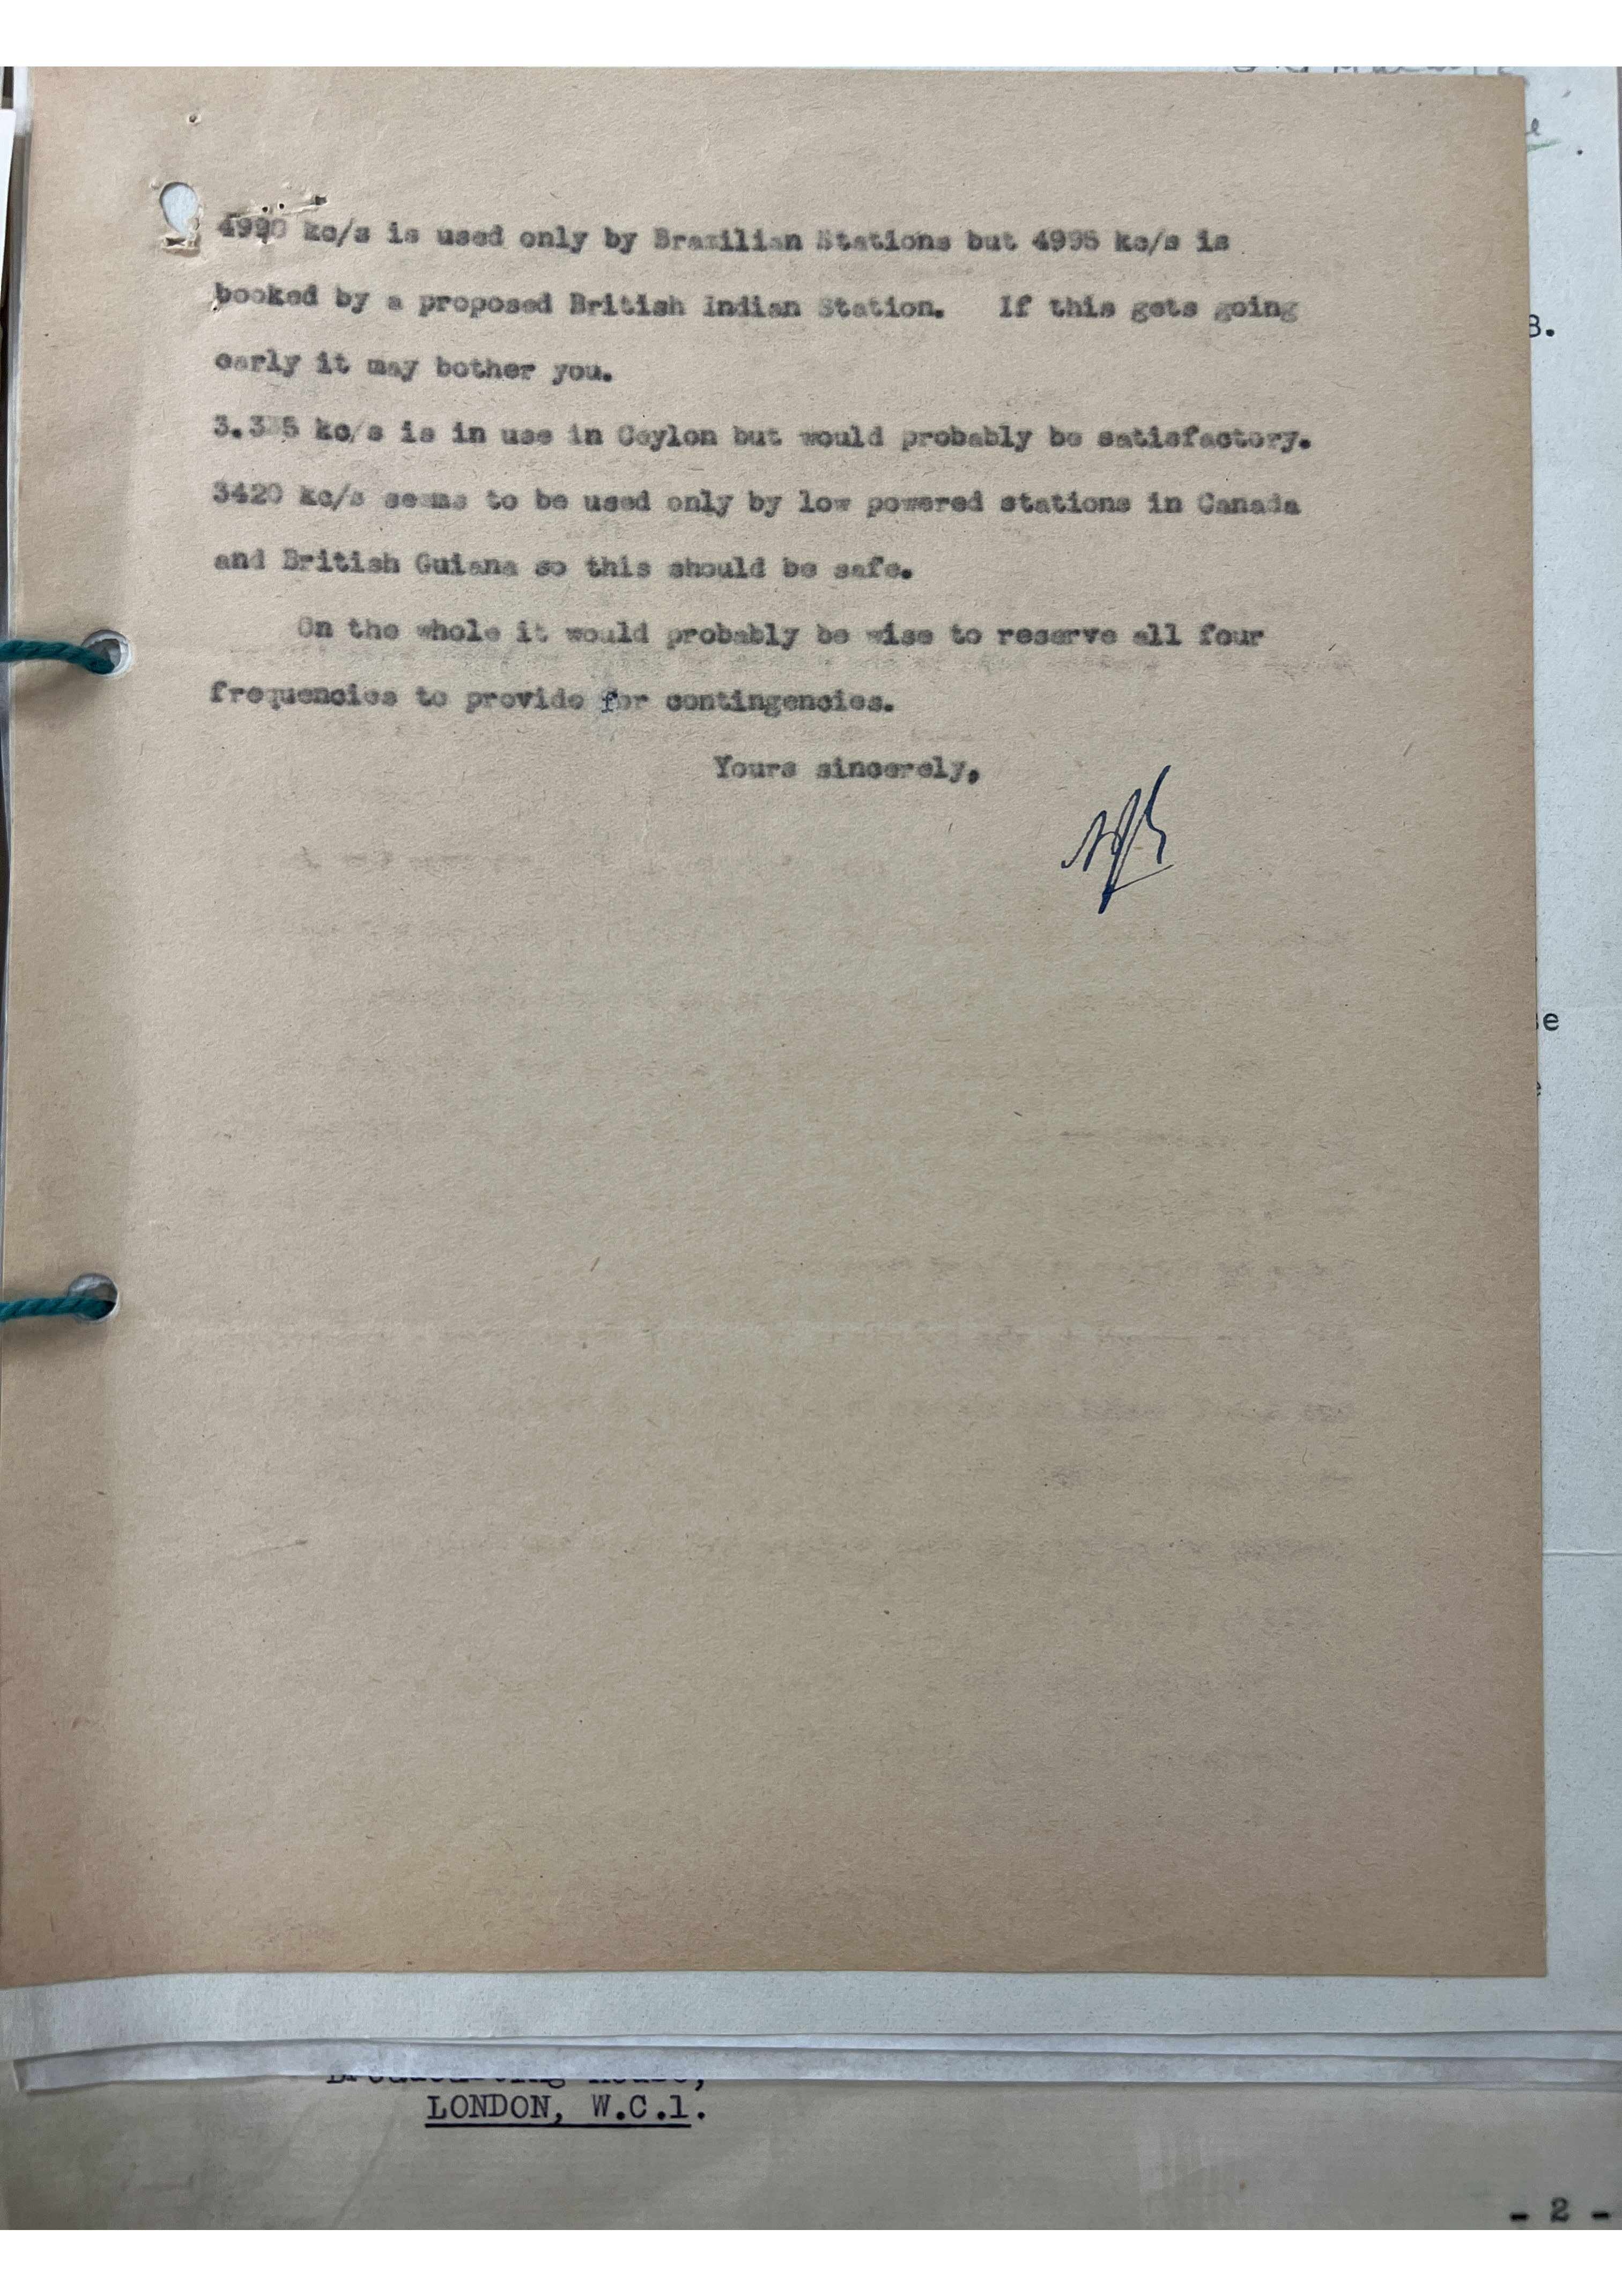 4990 kc/s is used only by Brazilian Stations but 4995 kc/s is
booked by a proposed British Indian Station. If this gets going
early it may bother you.
kc/s is in use in Ceylon but would probably be satisfactory.
3420 kc/s seems to be used only by low powered stations in Canada
and British Guiana so this should be safe.
On the whole it would probably be wise to reserve all four
frequencies to provide for contingencies.
Yours sincerely,
LONDON, W.C.1.
- 2 -